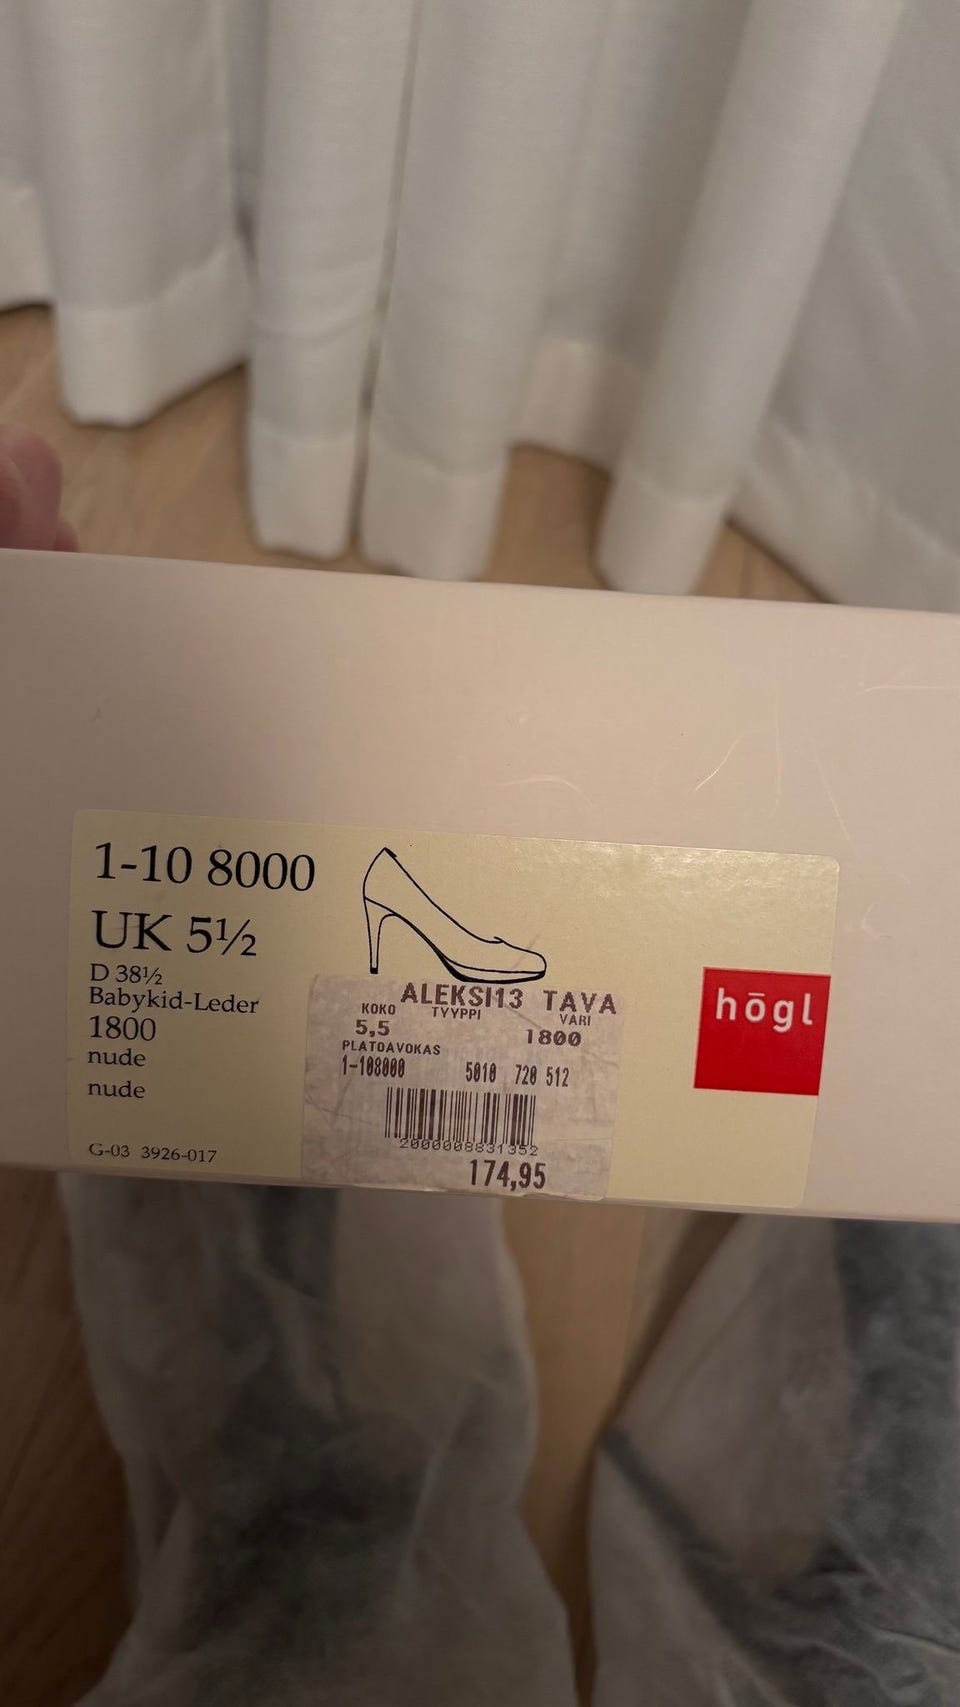 1-10 8000
UK 5½
D 38½
Babykid-Leder
1800
nude
nude
G-03 3926-017
ALEKSI13 TAVA
KOKO TYYPPI VARI
5,5 1800
PLATOAVOKAS
1-108000 5010 720 512
2000008831352
174,95
högl